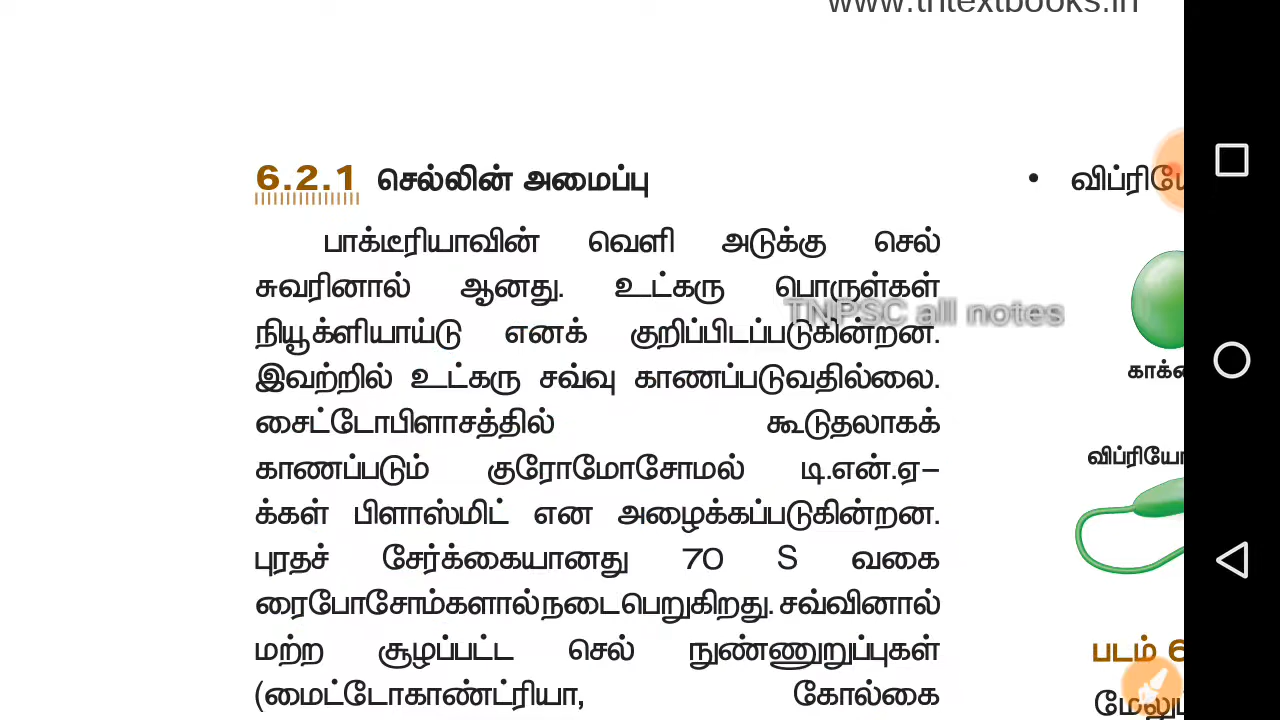 www.tntextbooks.in
6.2.1 செல்லின் அமைப்பு
பாக்டீரியாவின் வெளி அடுக்கு செல்
சுவரினால் ஆனது. உட்கரு பொருள்கள்
நியூக்ளியாய்டு எனக் குறிப்பிடப்படுகின்றன.
இவற்றில் உட்கரு சவ்வு காணப்படுவதில்லை.
சைட்டோபிளாசத்தில் கூடுதலாகக்
காணப்படும் குரோமோசோமல் டி.என்.ஏ–
க்கள் பிளாஸ்மிட் என அழைக்கப்படுகின்றன.
புரதச் சேர்க்கையானது 70 S வகை
ரைபோசோம்களால் நடைபெறுகிறது. சவ்வினால்
மற்ற சூழப்பட்ட செல் நுண்ணுறுப்புகள்
(மைட்டோகாண்ட்ரியா, கோல்கை
TNPSC all notes
படம் 6